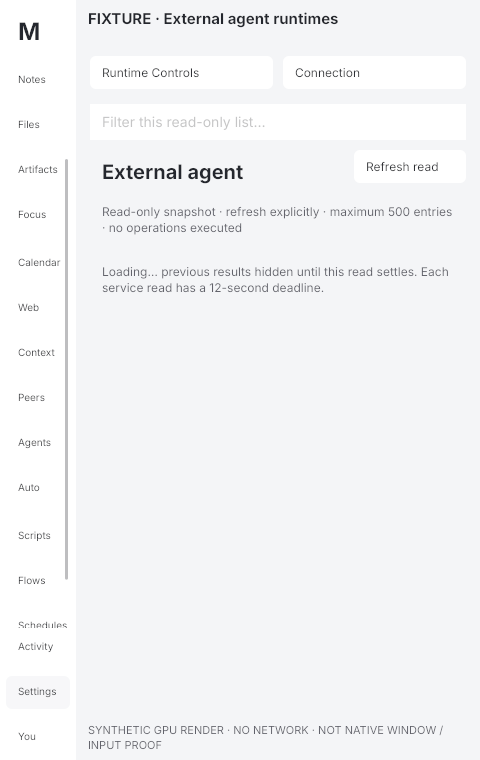 M
Notes
Files
Artifacts
Focus
Calendar
Web
Context
Peers
Agents
Auto
Scripts
Flows
Schedules
Activity
Settings
You
FIXTURE · External agent runtimes
Runtime Controls
Connection
Filter this read-only list...
External agent
Refresh read
Read-only snapshot · refresh explicitly · maximum 500 entries
· no operations executed
Loading... previous results hidden until this read settles. Each
service read has a 12-second deadline.
SYNTHETIC GPU RENDER · NO NETWORK · NOT NATIVE WINDOW /
INPUT PROOF